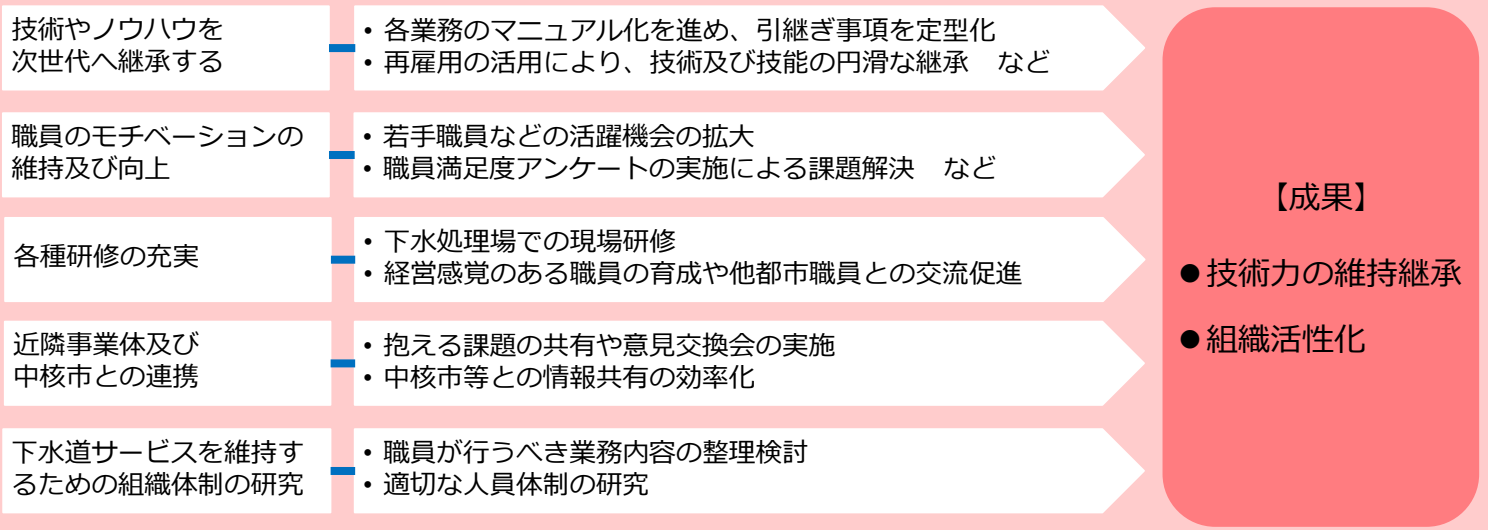 技術やノウハウを
次世代へ継承する
・各業務のマニュアル化を進め、引継ぎ事項を定型化
・再雇用の活用により、技術及び技能の円滑な継承　など
職員のモチベーションの
維持及び向上
・若手職員などの活躍機会の拡大
・職員満足度アンケートの実施による課題解決　など
各種研修の充実
・下水処理場での現場研修
・経営感覚のある職員の育成や他都市職員との交流促進
近隣事業体及び
中核市との連携
・抱える課題の共有や意見交換会の実施
・中核市等との情報共有の効率化
下水道サービスを維持す
るための組織体制の研究
・職員が行うべき業務内容の整理検討
・適切な人員体制の研究
【成果】
●技術力の維持継承
●組織活性化